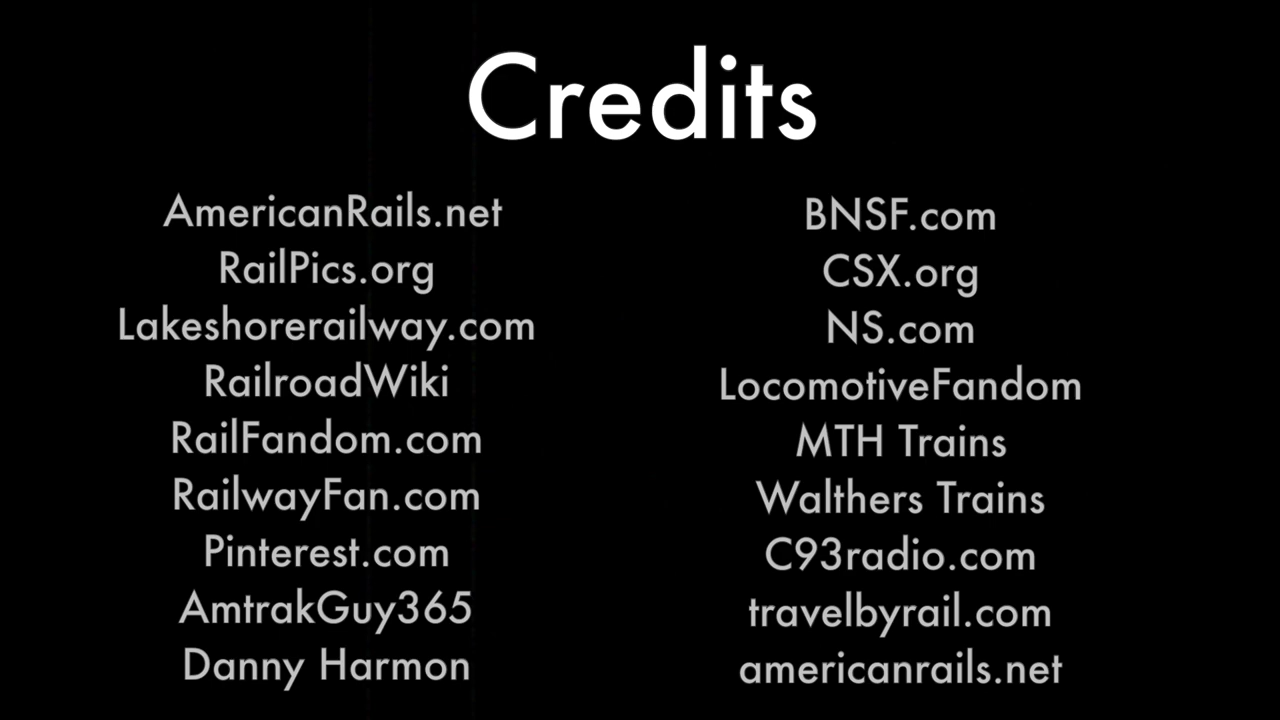 Credits
AmericanRails.net
RailPics.org
Lakeshorerailway.com
RailroadWiki
RailFandom.com
RailwayFan.com
Pinterest.com
AmtrakGuy365
Danny Harmon
BNSF.com
CSX.org
NS.com
LocomotiveFandom
MTH Trains
Walthers Trains
C93radio.com
travelbyrail.com
americanrails.net